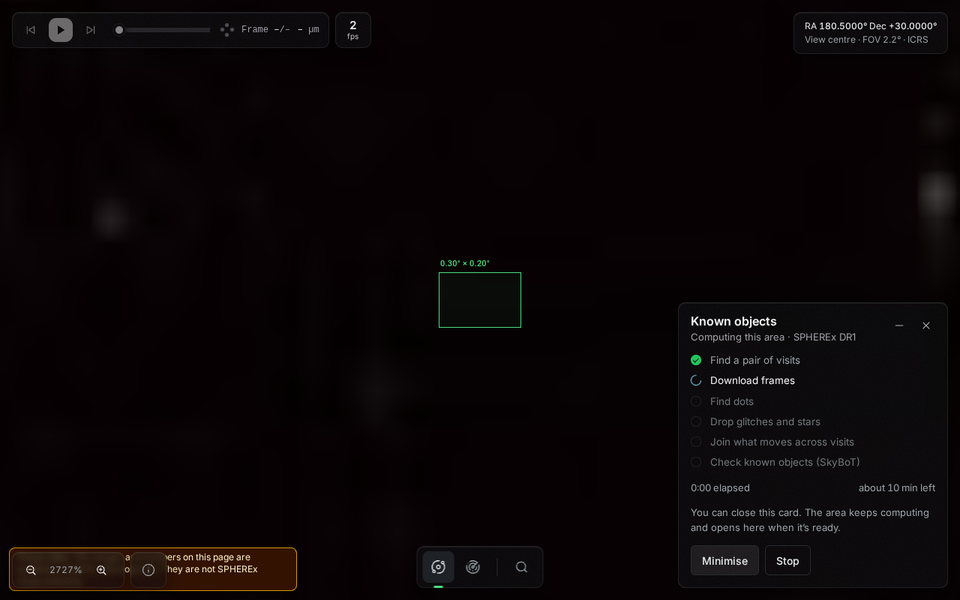 Frame –/– – µm
2
fps
RA 180.5000° Dec +30.0000°
View centre · FOV 2.2° · ICRS
0.30° × 0.20°
Known objects
Computing this area · SPHEREx DR1
Find a pair of visits
Download frames
Find dots
Drop glitches and stars
Join what moves across visits
Check known objects (SkyBoT)
0:00 elapsed
about 10 min left
You can close this card. The area keeps computing
and opens here when it's ready.
Minimise
Stop
on this page are
they are not SPHEREx
2727%